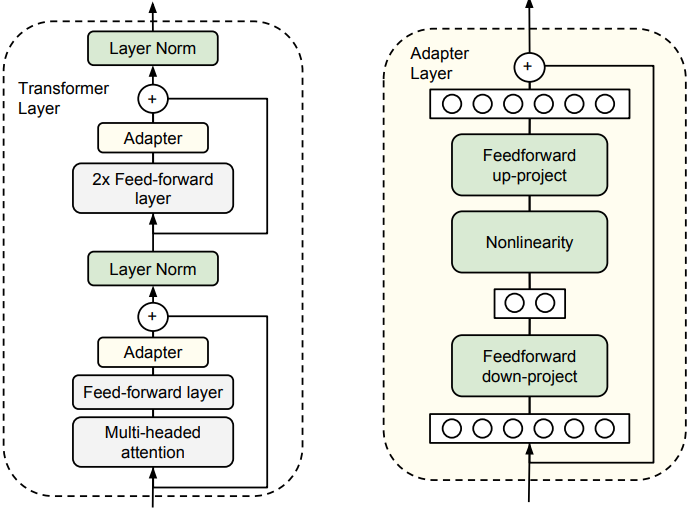 Transformer
Layer
Layer Norm
+
Adapter
2x Feed-forward
layer
Layer Norm
+
Adapter
Feed-forward layer
Multi-headed
attention
Adapter
Layer
+
Feedforward
up-project
Nonlinearity
Feedforward
down-project